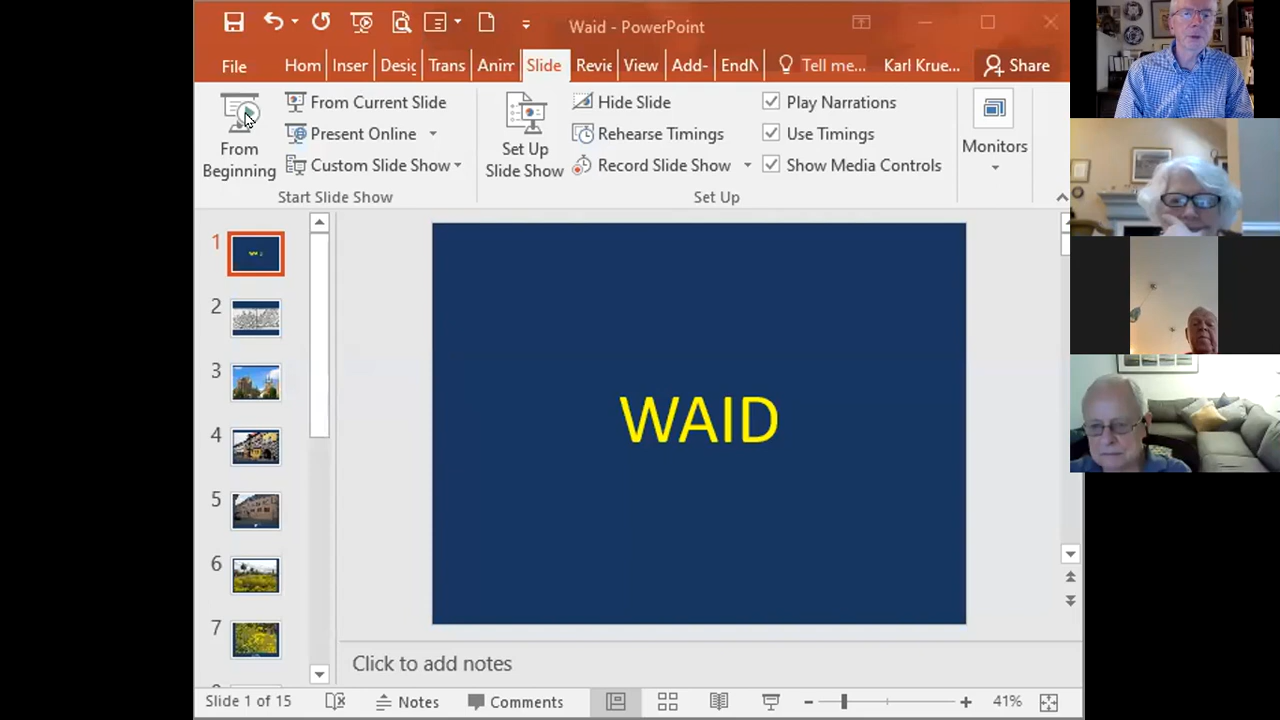 Waid - PowerPoint
File
Hom
Inser
Desig
Trans
Anim
Slide
Revie
View
Add-
EndN
Tell me...
Karl Krue...
Share
From Beginning
From Current Slide
Present Online
Custom Slide Show
Start Slide Show
Set Up Slide Show
Hide Slide
Rehearse Timings
Record Slide Show
Play Narrations
Use Timings
Show Media Controls
Set Up
Monitors
1
2
3
4
5
6
7
WAID
Click to add notes
Slide 1 of 15
Notes
Comments
41%